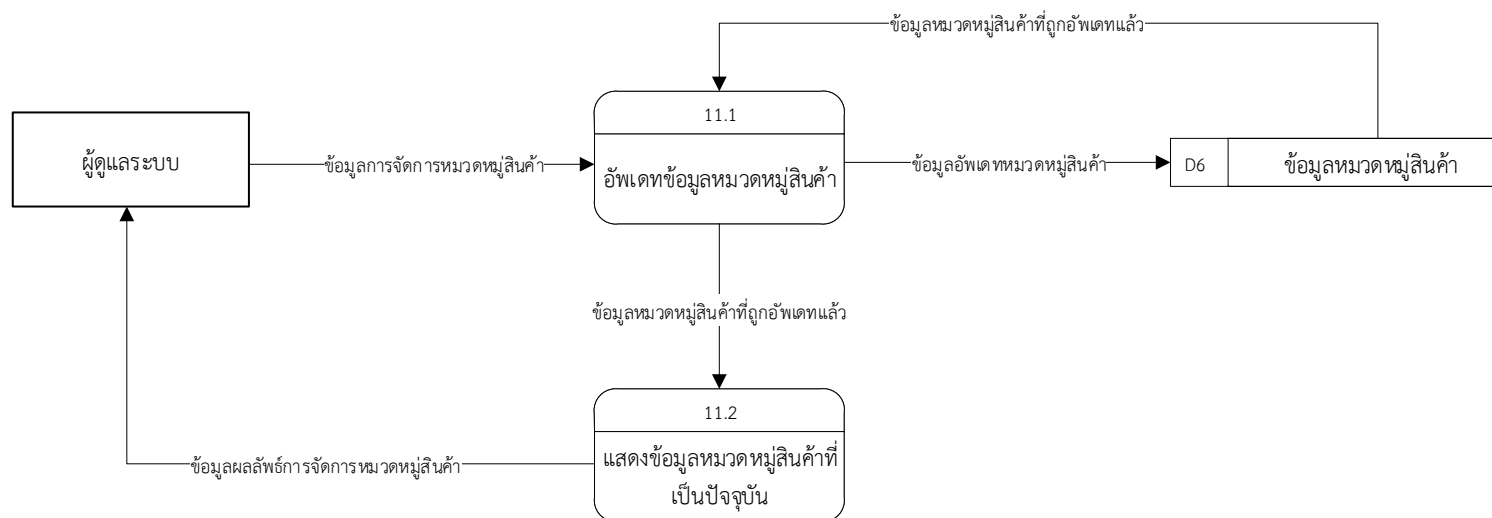 ข้อมูลหมวดหมู่สินค้าที่ถูกอัพเดทแล้ว
11.1
ผู้ดูแลระบบ
ข้อมูลการจัดการหมวดหมู่สินค้า
อัพเดทข้อมูลหมวดหมู่สินค้า
ข้อมูลอัพเดทหมวดหมู่สินค้า
D6
ข้อมูลหมวดหมู่สินค้า
ข้อมูลหมวดหมู่สินค้าที่ถูกอัพเดทแล้ว
11.2
แสดงข้อมูลหมวดหมู่สินค้าที่
เป็นปัจจุบัน
ข้อมูลผลลัพธ์การจัดการหมวดหมู่สินค้า